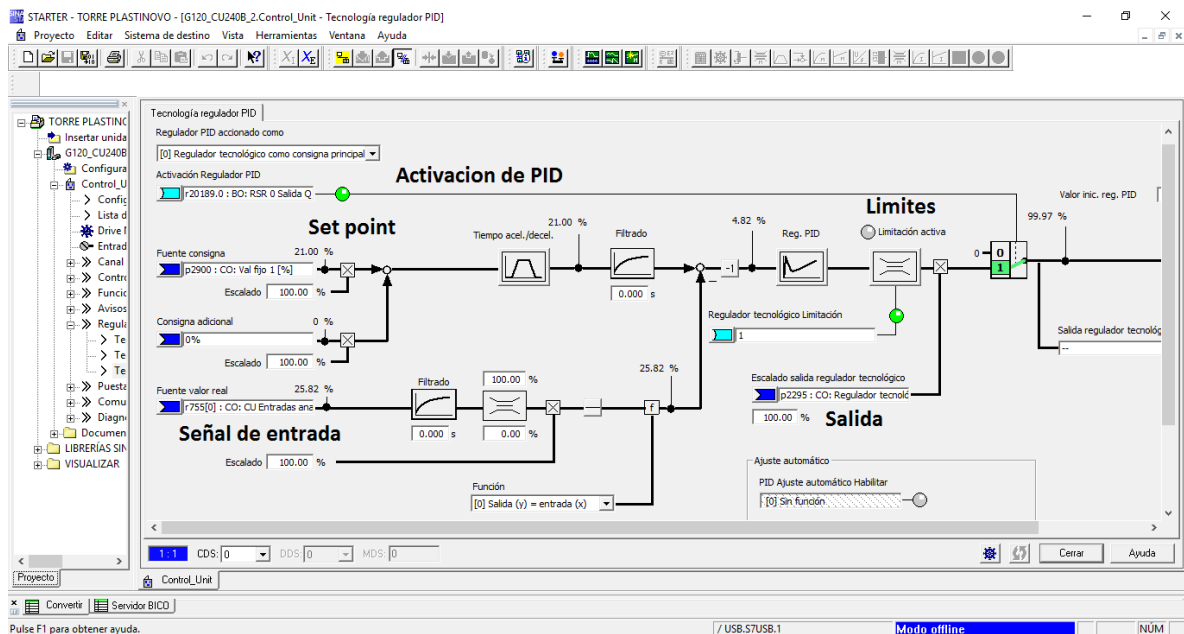 STARTER - TORRE PLASTINOVO - [G120_CU240B_2.Control_Unit - Tecnología regulador PID]
Proyecto Editar Sistema de destino Vista Herramientas Ventana Ayuda
TORRE PLASTINO
Insertar unida
G120_CU240B
Configura
Control_U
Config
Lista d
Drive
Entrad
Canal
Contro
Funcio
Avisos
Regula
Te
Te
Te
Puesta
Comu
Diagno
Documen
LIBRERÍAS SIN
VISUALIZAR
Proyecto
Tecnología regulador PID
Regulador PID accionado como
[0] Regulador tecnológico como consigna principal
Activación Regulador PID
Activacion de PID
r20189.0 : BO: RSR 0 Salida Q
Valor inic. reg. PID
Limites
Set point
21.00 %
4.82 %
99.97 %
Tiempo acel./decel.
Filtrado
Reg. PID
Limitación activa
Fuente consigna
21.00 %
p2900 : CO: Val fijo 1 [%]
-1
0
0
1
Escalado 100.00 %
0.000 s
Regulador tecnológico Limitación
1
Consigna adicional
0 %
0%
Salida regulador tecnológ
--
Escalado 100.00 %
Fuente valor real
25.82 %
r755[0] : CO: CU Entradas ana
Filtrado
100.00 %
25.82 %
f
0.000 s
0.00 %
Escalado salida regulador tecnológico
p2295 : CO: Regulador tecnol
100.00 %
Salida
Señal de entrada
Escalado 100.00 %
Función
[0] Salida (y) = entrada (x)
Ajuste automático
PID Ajuste automático Habilitar
[0] Sin función
1:1
CDS: 0
DDS: 0
MDS: 0
Cerrar
Ayuda
Control_Unit
Convertir
Servidor BICO
Pulse F1 para obtener ayuda.
/ USB.S7USB.1
Modo offline
NÚM